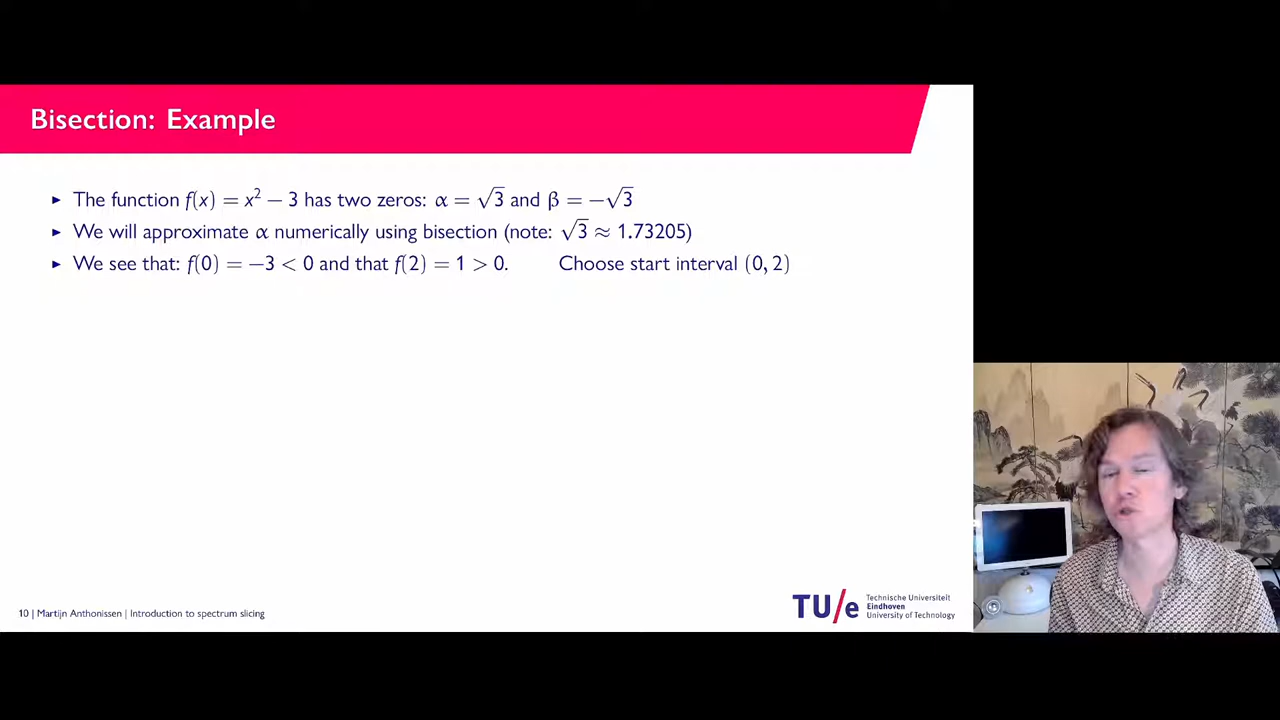 Bisection: Example
► The function f(x) = x² − 3 has two zeros: α = √3 and β = −√3
► We will approximate α numerically using bisection (note: √3 ≈ 1.73205)
► We see that: f(0) = −3 < 0 and that f(2) = 1 > 0. Choose start interval (0, 2)
10 | Martijn Anthonissen | Introduction to spectrum slicing
TU/e
Technische Universiteit
Eindhoven
University of Technology